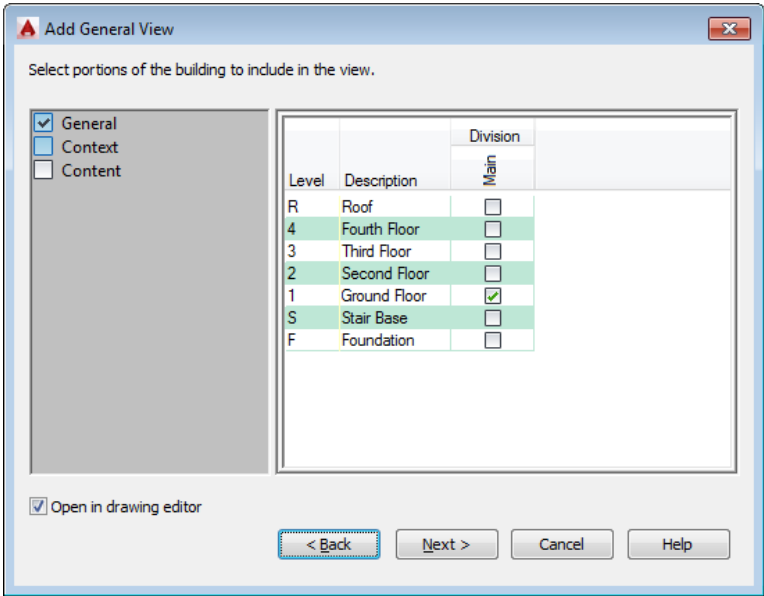 Add General View
Select portions of the building to include in the view.
General
Context
Content
Division
Level Description Main
R Roof
4 Fourth Floor
3 Third Floor
2 Second Floor
1 Ground Floor
S Stair Base
F Foundation
Open in drawing editor
< Back Next > Cancel Help